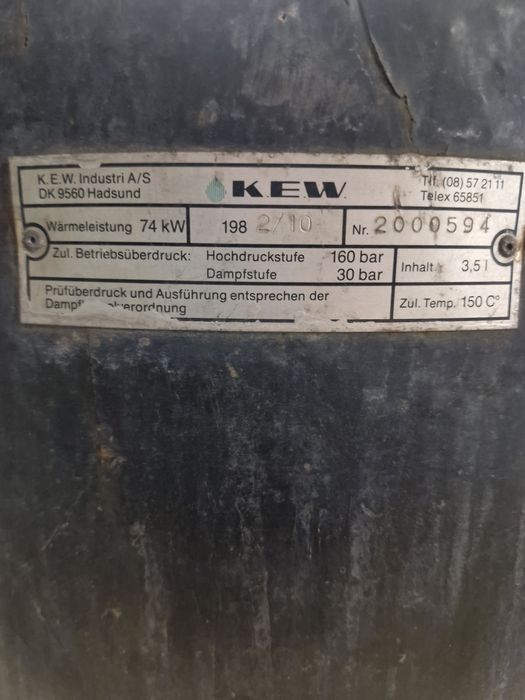 K.E.W. Industri A/S
DK 9560 Hadsund
K.E.W.
Tlf. (08) 57 21 11
Telex 65851
Wärmeleistung 74 kW
198 2/10
Nr. 2000594
Zul. Betriebsüberdruck: Hochdruckstufe 160 bar
Dampfstufe 30 bar
Inhalt: 3,5 l
Prüfüberdruck und Ausführung entsprechen der
Zul. Temp. 150 C°